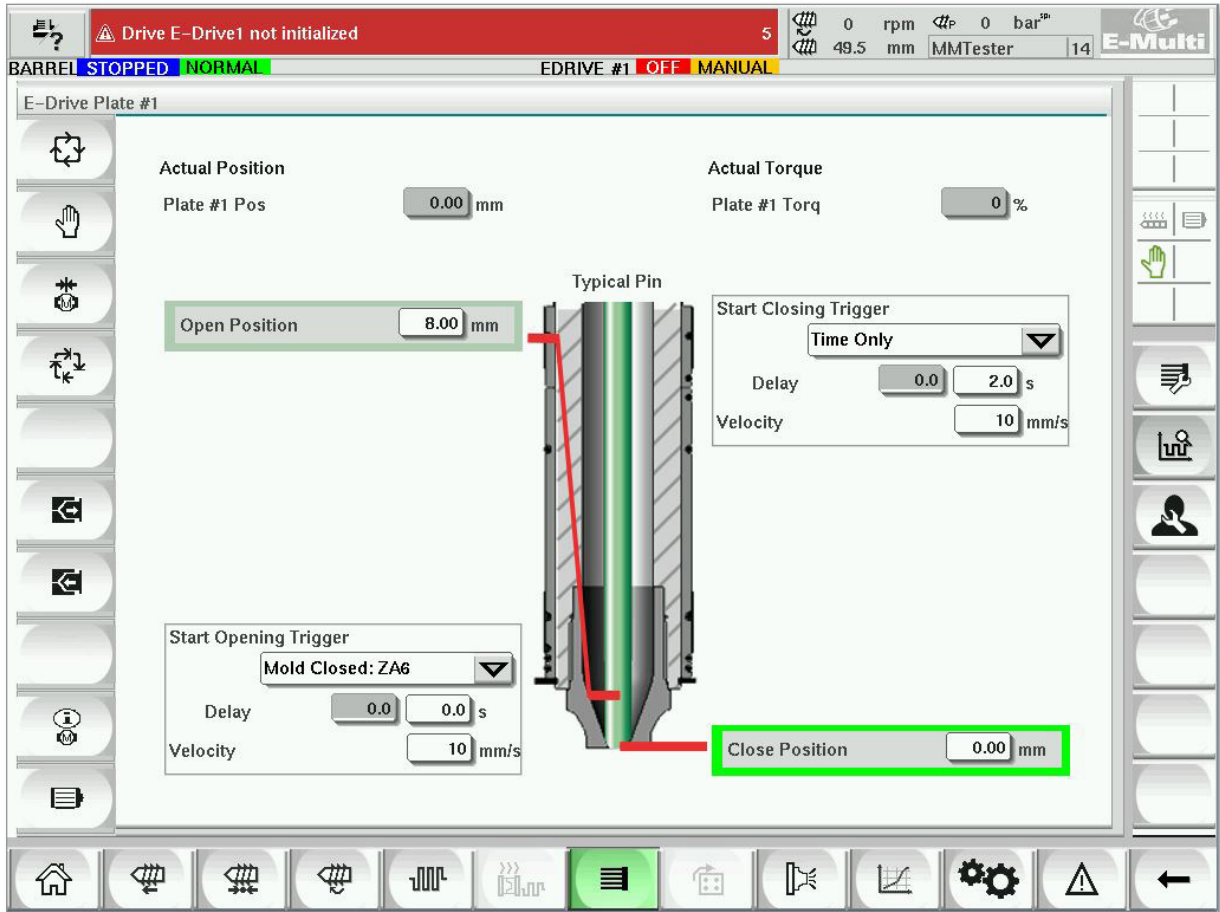 Drive E-Drive1 not initialized 5
0 rpm P 0 bar spi
49.5 mm MMTester 14
E-Multi
BARREL STOPPED NORMAL EDRIVE #1 OFF MANUAL
E-Drive Plate #1
Actual Position Actual Torque
Plate #1 Pos 0.00 mm Plate #1 Torq 0 %
Typical Pin
Open Position 8.00 mm
Start Closing Trigger
Time Only
Delay 0.0 2.0 s
Velocity 10 mm/s
Start Opening Trigger
Mold Closed: ZA6
Delay 0.0 0.0 s
Velocity 10 mm/s
Close Position 0.00 mm